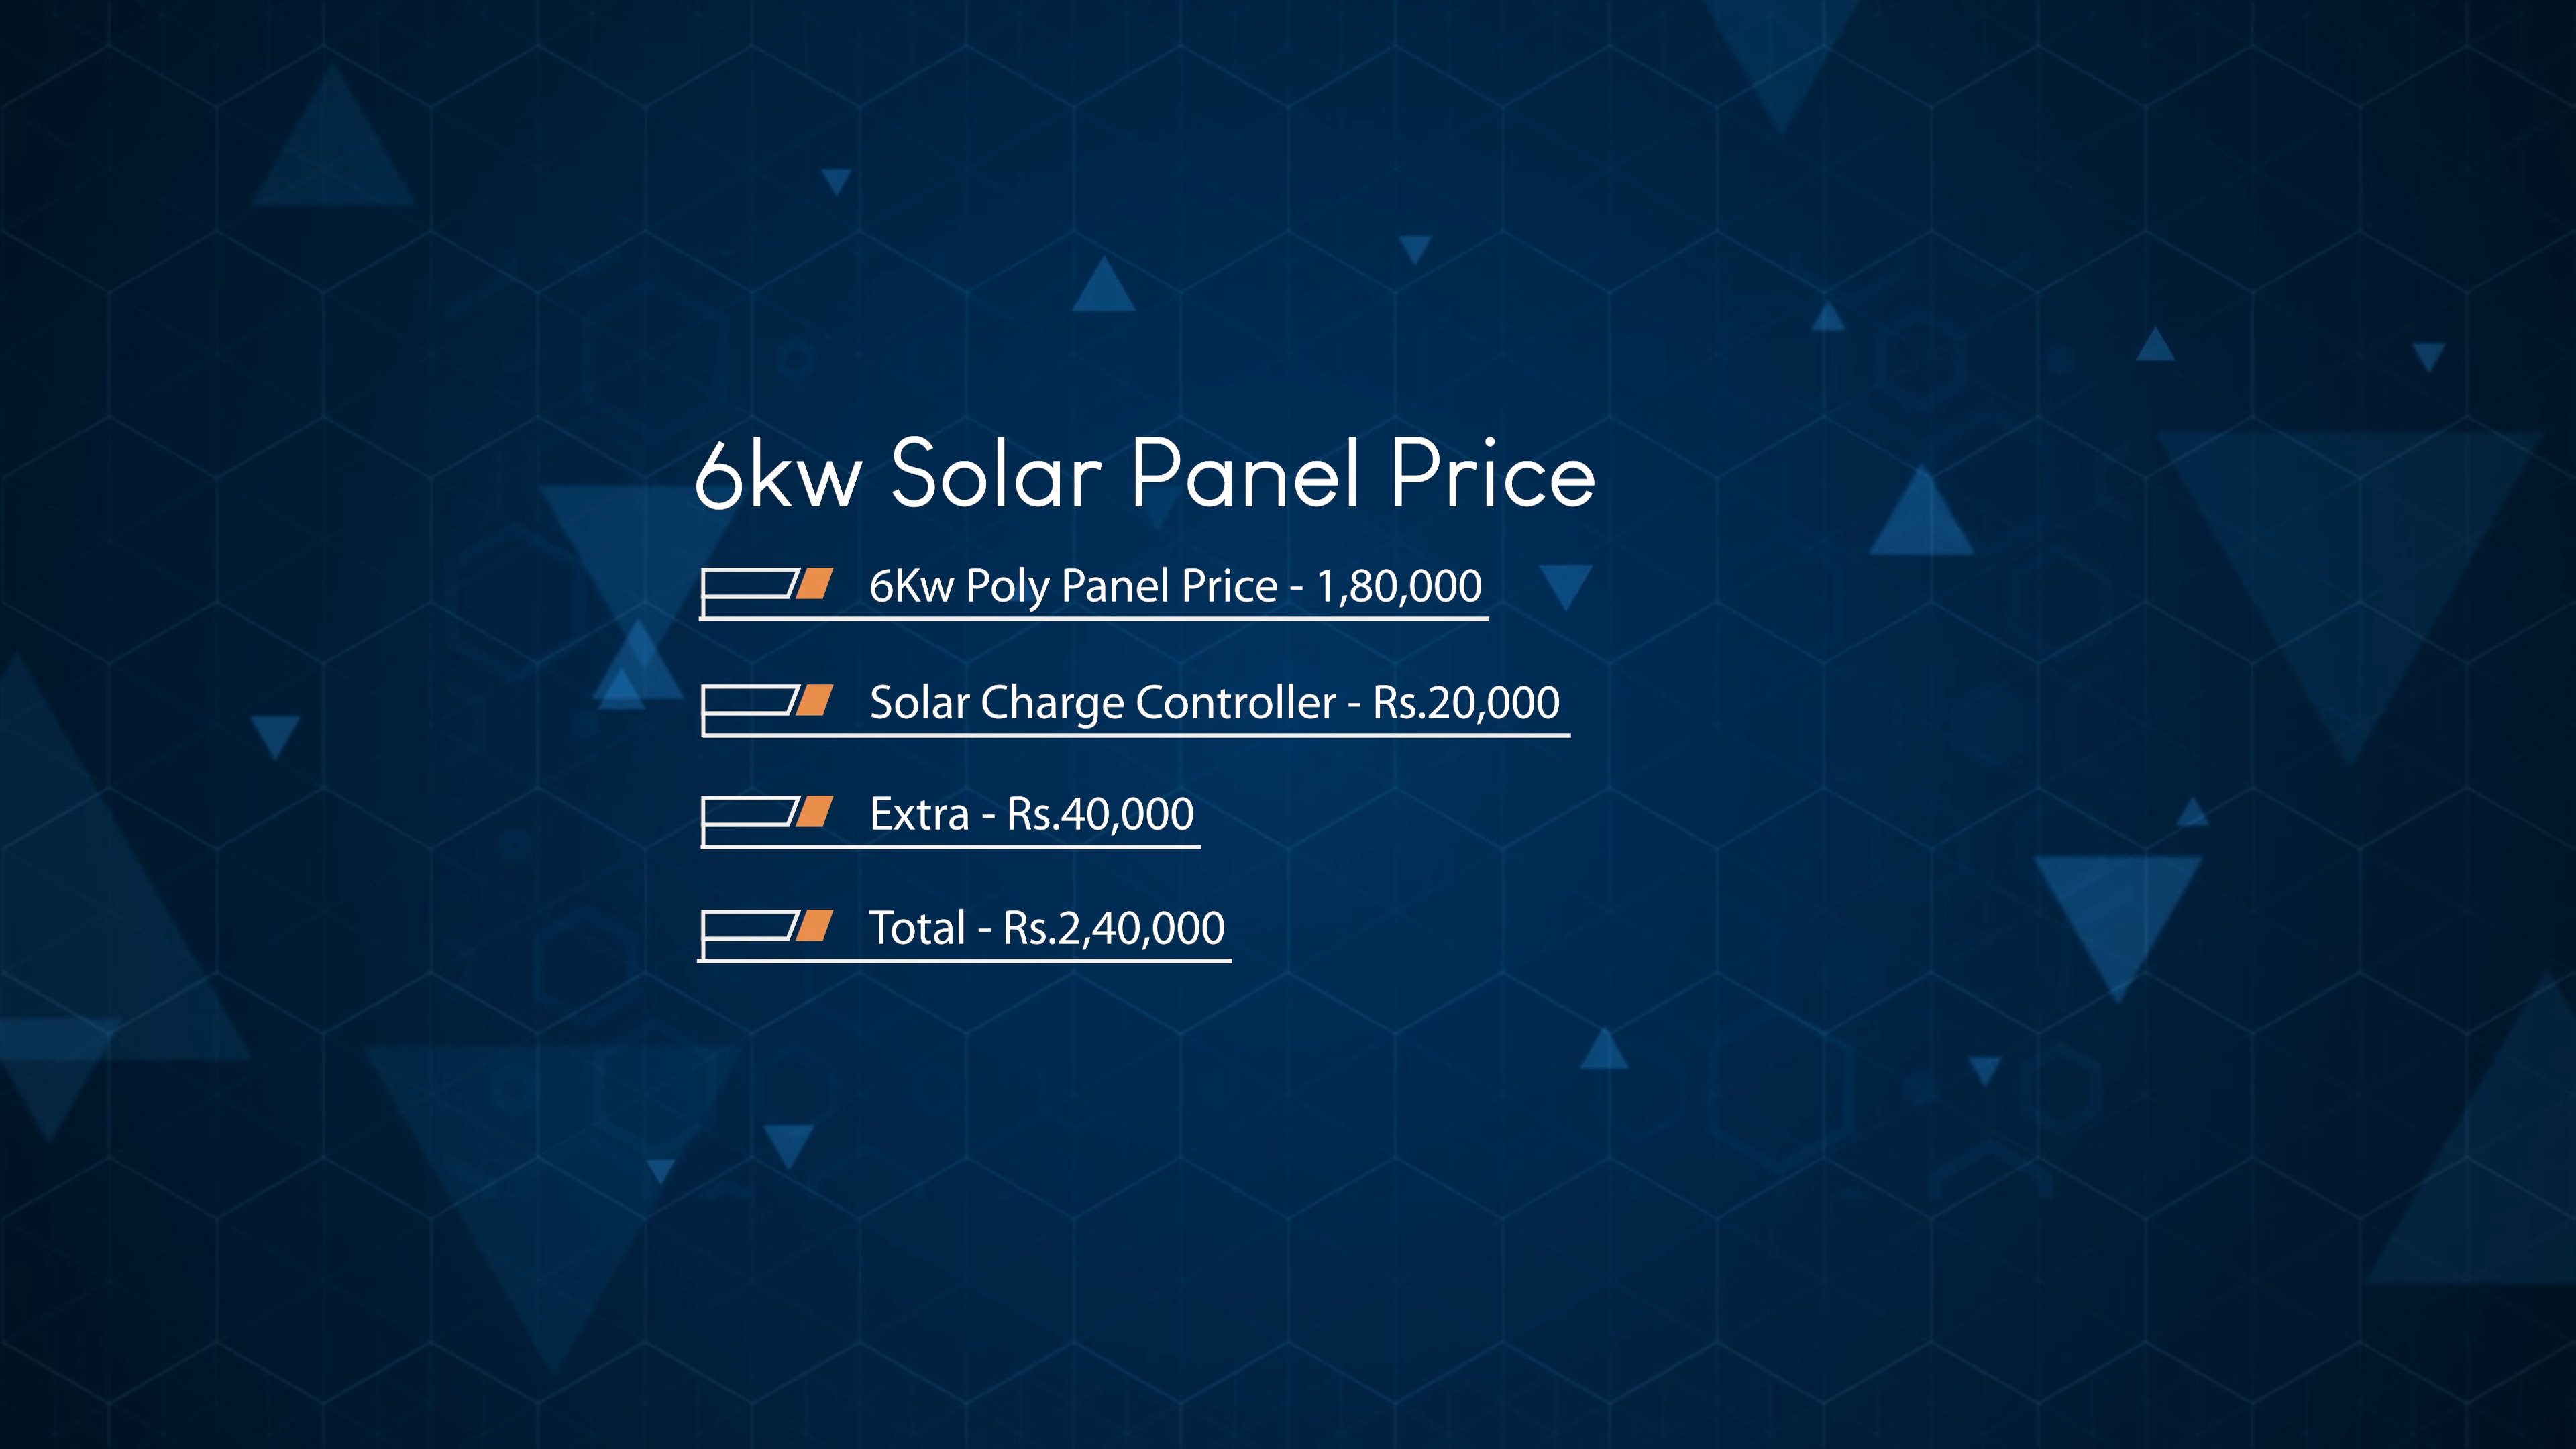 6kw Solar Panel Price
6Kw Poly Panel Price - 1,80,000
Solar Charge Controller - Rs.20,000
Extra - Rs.40,000
Total - Rs.2,40,000